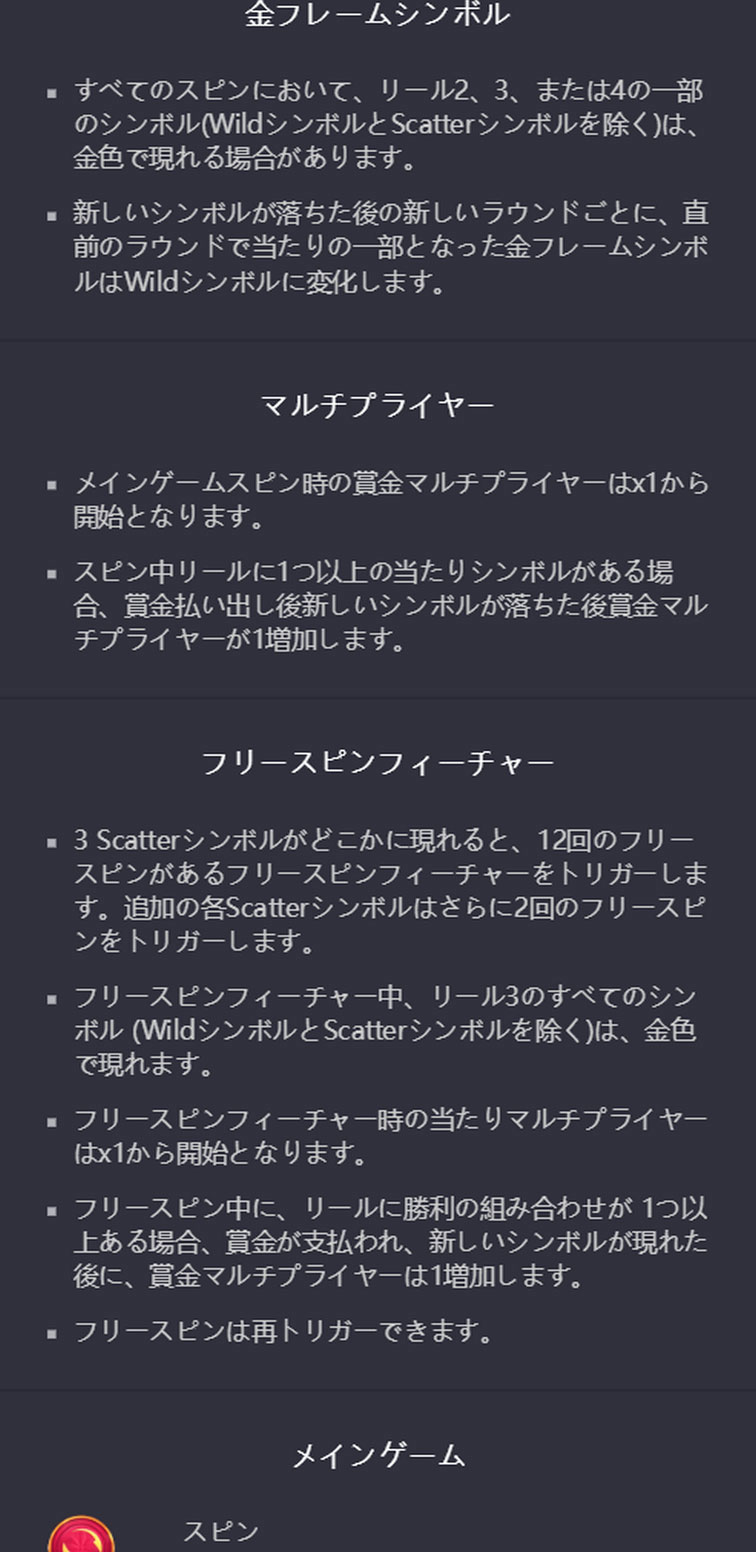 金フレームシンボル
▪ すべてのスピンにおいて、リール2、3、または4の一部
のシンボル(WildシンボルとScatterシンボルを除く)は、
金色で現れる場合があります。
▪ 新しいシンボルが落ちた後の新しいラウンドごとに、直
前のラウンドで当たりの一部となった金フレームシンボ
ルはWildシンボルに変化します。
マルチプライヤー
▪ メインゲームスピン時の賞金マルチプライヤーはx1から
開始となります。
▪ スピン中リールに1つ以上の当たりシンボルがある場
合、賞金払い出し後新しいシンボルが落ちた後賞金マル
チプライヤーが1増加します。
フリースピンフィーチャー
▪ 3 Scatterシンボルがどこかに現れると、12回のフリー
スピンがあるフリースピンフィーチャーをトリガーしま
す。追加の各Scatterシンボルはさらに2回のフリースピ
ンをトリガーします。
▪ フリースピンフィーチャー中、リール3のすべてのシン
ボル (WildシンボルとScatterシンボルを除く)は、金色
で現れます。
▪ フリースピンフィーチャー時の当たりマルチプライヤー
はx1から開始となります。
▪ フリースピン中に、リールに勝利の組み合わせが 1つ以
上ある場合、賞金が支払われ、新しいシンボルが現れた
後に、賞金マルチプライヤーは1増加します。
▪ フリースピンは再トリガーできます。
メインゲーム
スピン